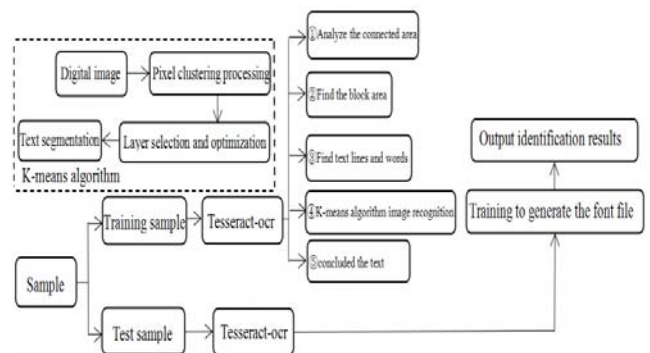 ①Analyze the connected area
Digital image
Pixel clustering processing
②Find the block area
Text segmentation
Layer selection and optimization
K-means algorithm
③Find text lines and words
Output identification results
Training sample
Tesseract-ocr
④K-means algorithm image recognition
Training to generate the font file
⑤concluded the text
Sample
Test sample
Tesseract-ocr